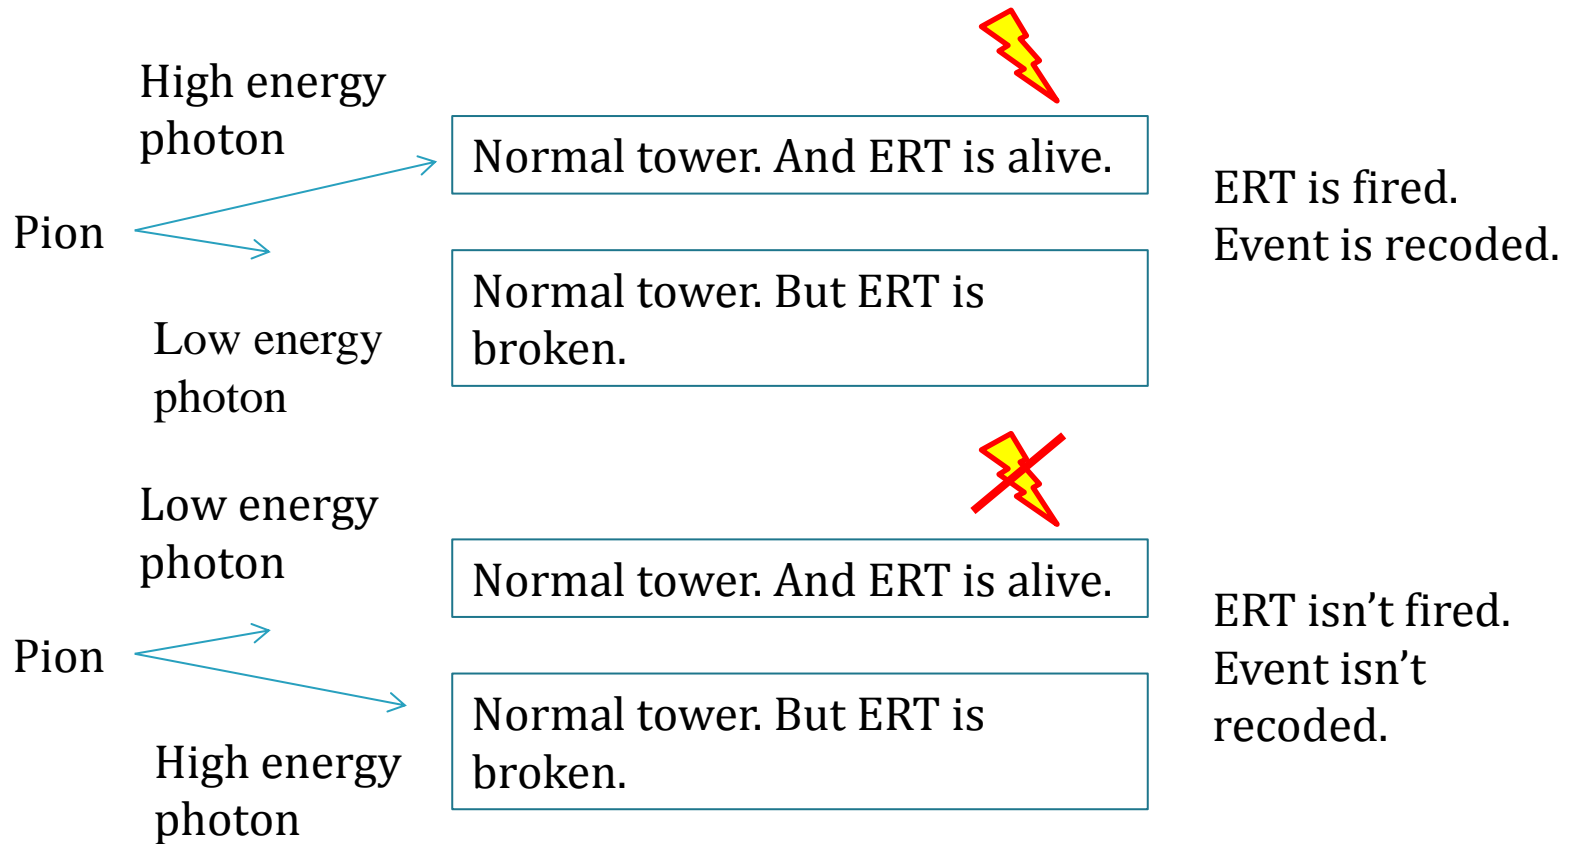 High energy
photon
Normal tower. And ERT is alive.
ERT is fired.
Event is recoded.
Pion
Normal tower. But ERT is
broken.
Low energy
photon
Low energy
photon
Normal tower. And ERT is alive.
ERT isn’t fired.
Event isn’t
recoded.
Pion
Normal tower. But ERT is
broken.
High energy
photon